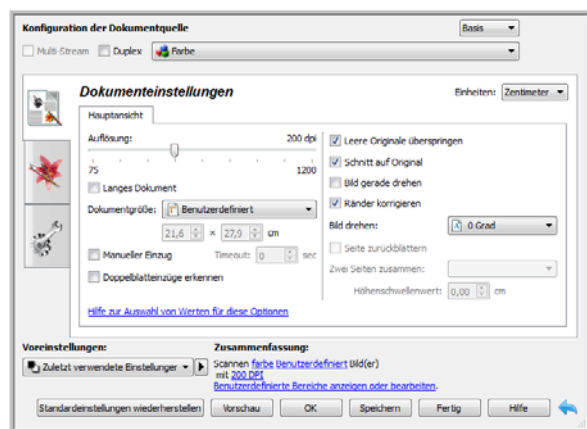 Konfiguration der Dokumentquelle
Basis
Multi-Stream Duplex Farbe
Dokumenteinstellungen
Einheiten: Zentimeter
Hauptansicht
Auflösung: 200 dpi
75 1200
Langes Dokument
Dokumentgröße: Benutzerdefiniert
21,6 × 27,9 cm
Manueller Einzug Timeout: 0 sec
Doppelblatteinzüge erkennen
Hilfe zur Auswahl von Werten für diese Optionen
Leere Originale überspringen
Schnitt auf Original
Bild gerade drehen
Ränder korrigieren
Bild drehen: 0 Grad
Seite zurückblättern
Zwei Seiten zusammen:
Höhenschwellenwert: 0,00 cm
Voreinstellungen:
Zuletzt verwendete Einstellunger
Zusammenfassung:
Scannen farbe Benutzerdefiniert Bild(er)
mit 200 DPI
Benutzerdefinierte Bereiche anzeigen oder bearbeiten.
Standardeinstellungen wiederherstellen Vorschau OK Speichern Fertig Hilfe